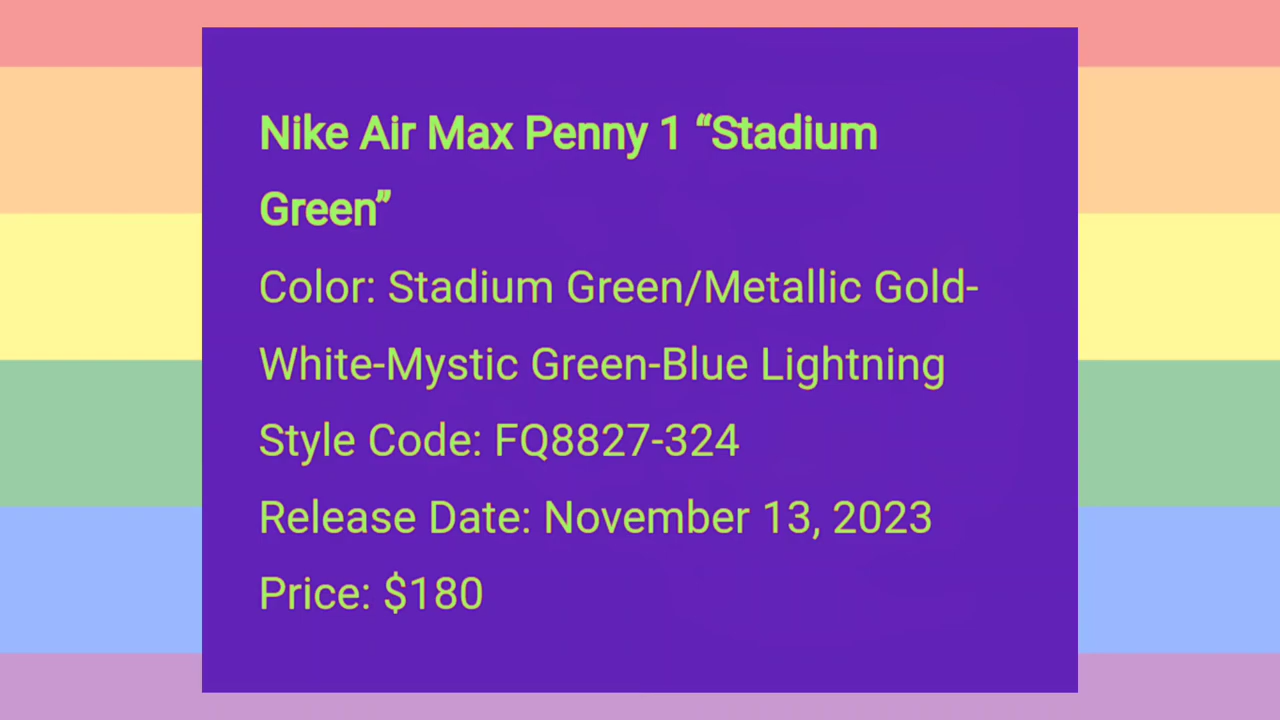 Nike Air Max Penny 1 “Stadium
Green”
Color: Stadium Green/Metallic Gold-
White-Mystic Green-Blue Lightning
Style Code: FQ8827-324
Release Date: November 13, 2023
Price: $180